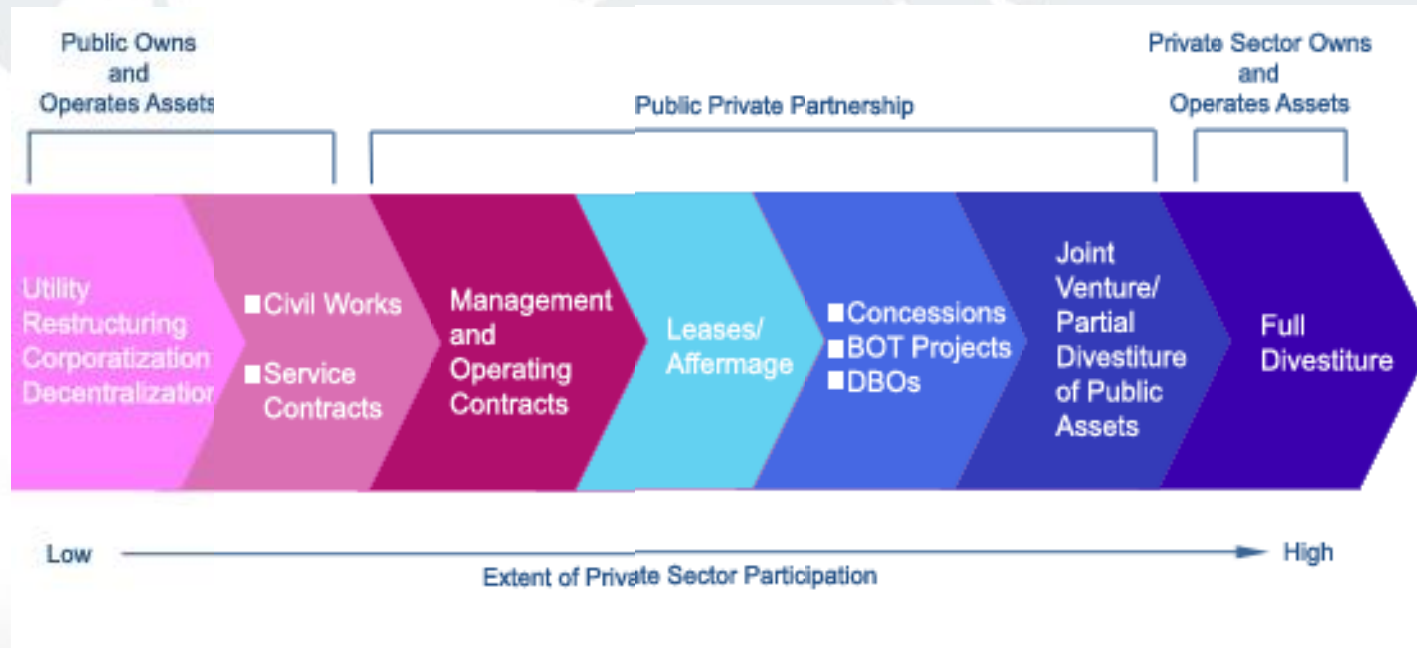 Public Owns
and
Operates Assets
Public Private Partnership
Private Sector Owns
and
Operates Assets
Utility
Restructuring
Corporatization
Decentralization
Civil Works
Service
Contracts
Management
and
Operating
Contracts
Leases/
Affermage
Concessions
BOT Projects
DBOs
Joint
Venture/
Partial
Divestiture
of Public
Assets
Full
Divestiture
Low
High
Extent of Private Sector Participation